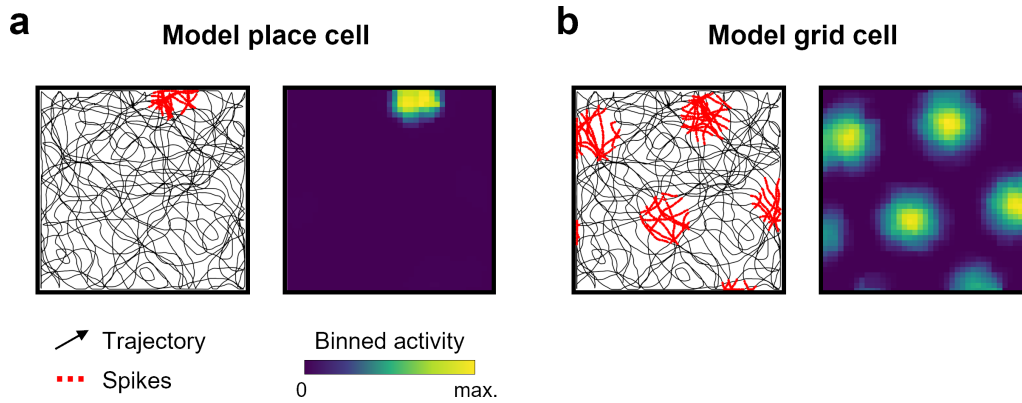 a
Model place cell
b
Model grid cell
Trajectory
Spikes
Binned activity
0
max.